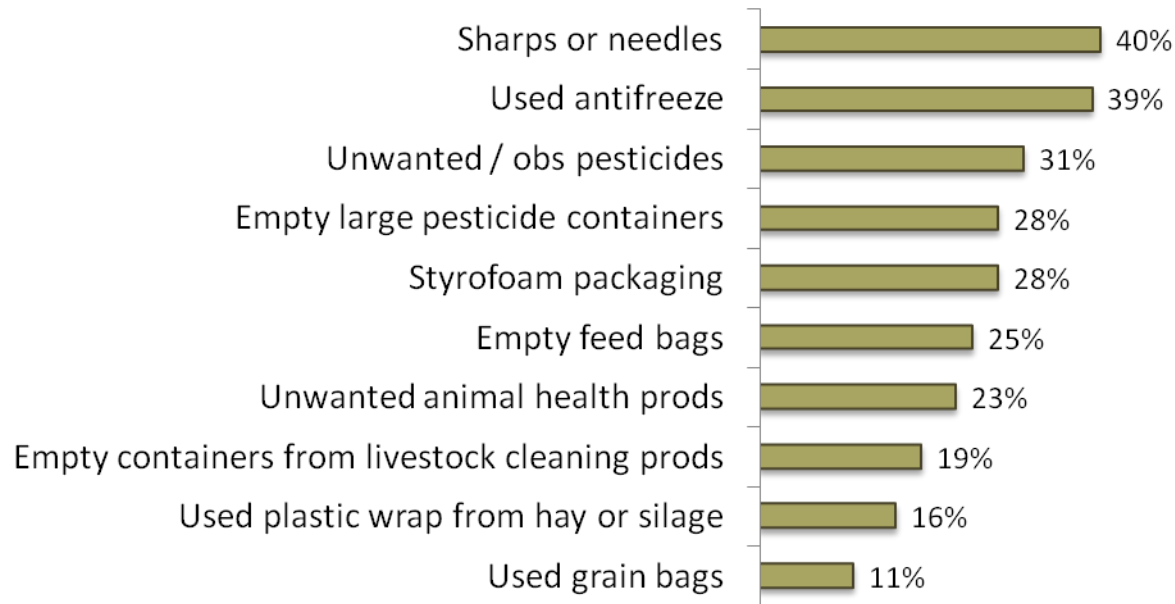 Sharps or needles 40%
Used antifreeze 39%
Unwanted / obs pesticides 31%
Empty large pesticide containers 28%
Styrofoam packaging 28%
Empty feed bags 25%
Unwanted animal health prods 23%
Empty containers from livestock cleaning prods 19%
Used plastic wrap from hay or silage 16%
Used grain bags 11%